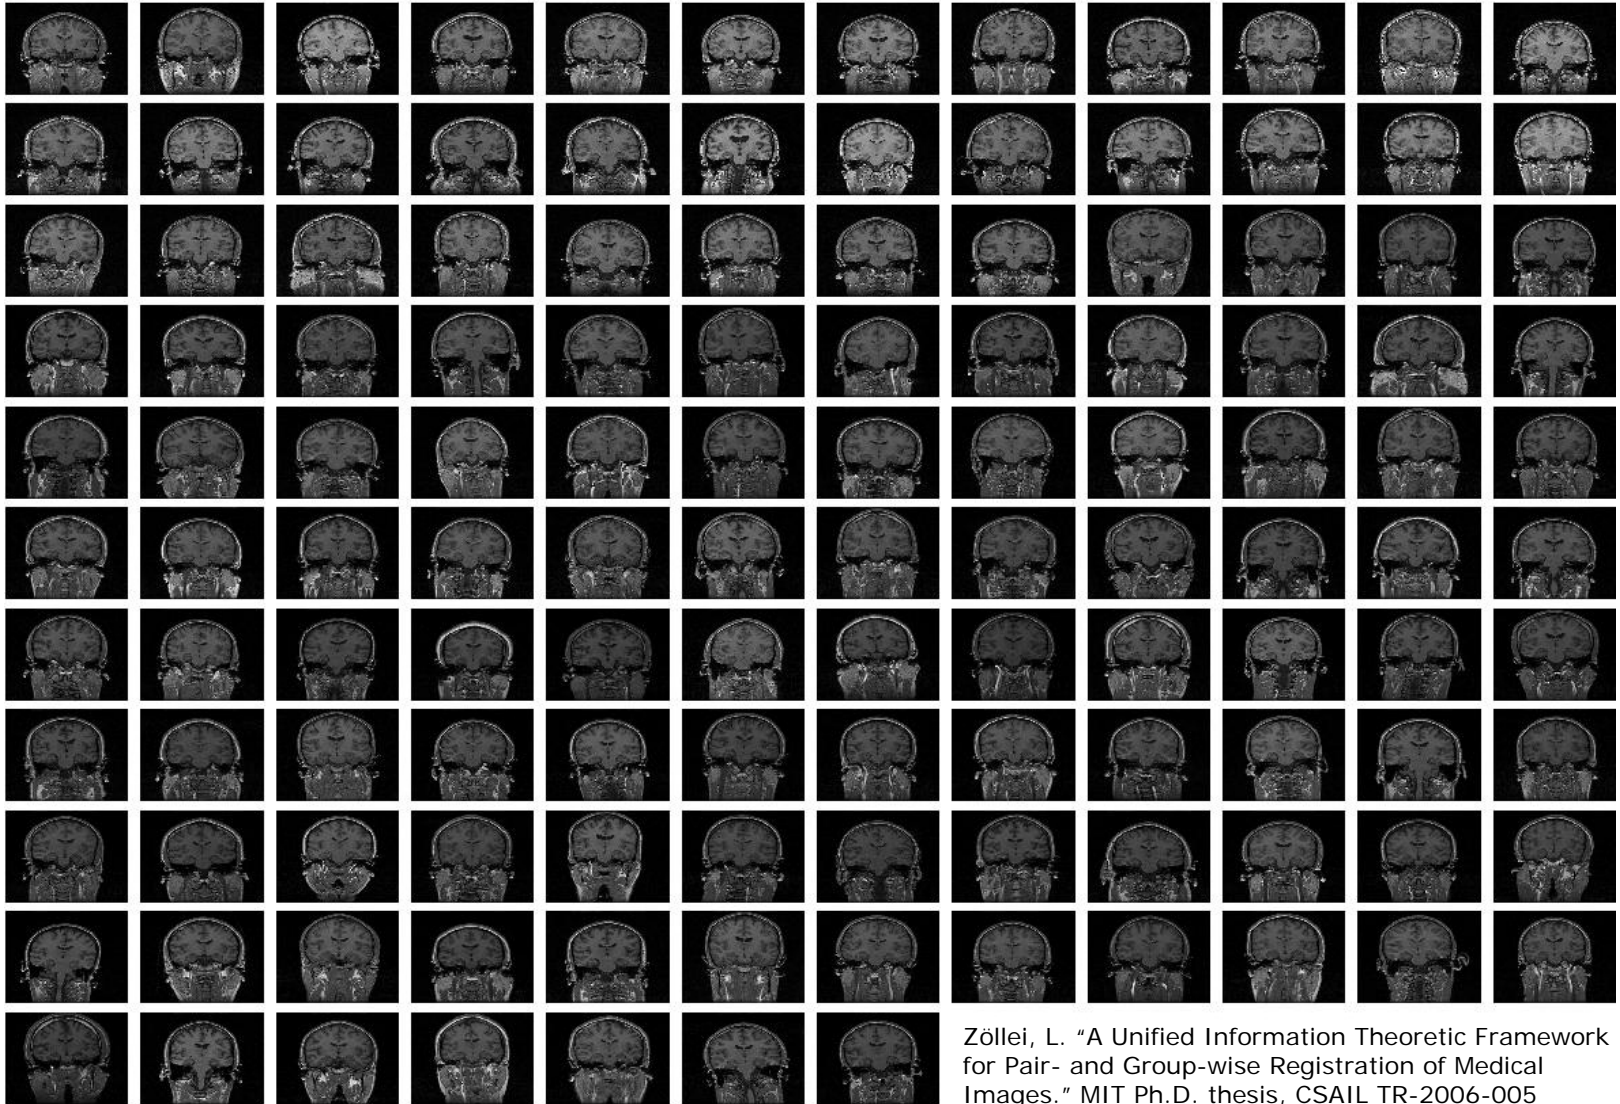 Zöllei, L. “A Unified Information Theoretic Framework
for Pair- and Group-wise Registration of Medical
Images.” MIT Ph.D. thesis, CSAIL TR-2006-005